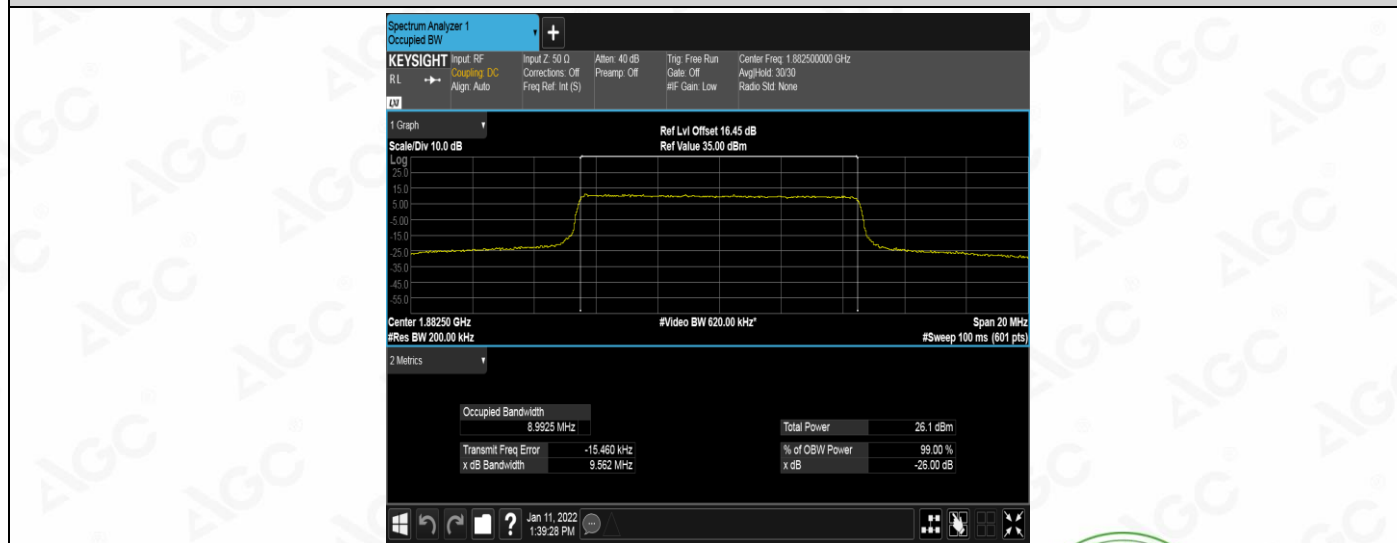 Spectrum Analyzer 1
Occupied BW
+
KEYSIGHT
RL
Input: RF
Coupling: DC
Align: Auto
Input Z: 50 Ω
Corrections: Off
Freq Ref: Int (S)
Atten: 40 dB
Preamp: Off
Trig: Free Run
Gate: Off
#IF Gain: Low
Center Freq: 1.882500000 GHz
Avg|Hold: 30/30
Radio Std: None
LXI
1 Graph
Scale/Div 10.0 dB
Ref Lvl Offset 16.45 dB
Ref Value 35.00 dBm
Log
25.0
15.0
5.00
-5.00
-15.0
-25.0
-35.0
-45.0
-55.0
Center 1.88250 GHz
#Video BW 620.00 kHz*
Span 20 MHz
#Res BW 200.00 kHz
#Sweep 100 ms (601 pts)
2 Metrics
Occupied Bandwidth
8.9925 MHz
Total Power 26.1 dBm
Transmit Freq Error -15.460 kHz
% of OBW Power 99.00 %
x dB Bandwidth 9.562 MHz
x dB -26.00 dB
?
Jan 11, 2022
1:39:28 PM
AGC